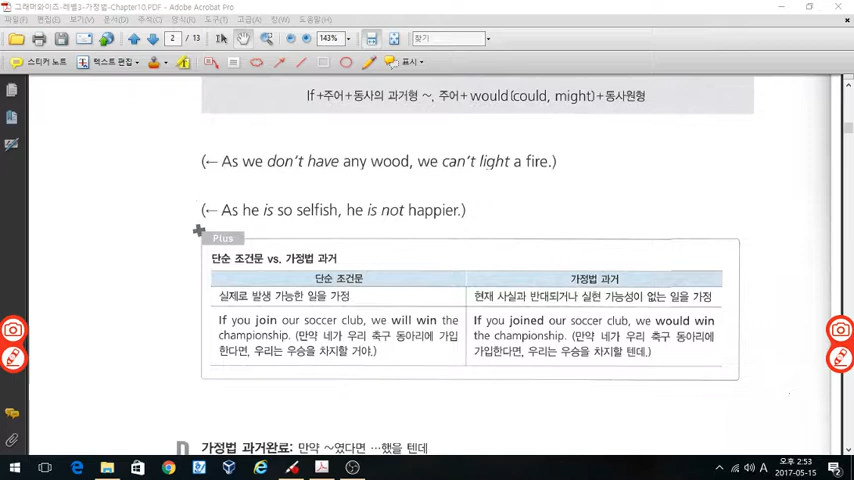 그래머와이즈-레벨3-가정법-Chapter10.PDF - Adobe Acrobat Pro
파일(F) 편집(E) 보기(V) 문서(D) 주석(C) 양식(R) 도구(T) 고급(A) 창(W) 도움말(H)
2 / 13 143% 찾기
스티커 노트 텍스트 편집 표시
If +주어+동사의 과거형 ~, 주어+ would (could, might)+동사원형
(← As we don't have any wood, we can't light a fire.)
(← As he is so selfish, he is not happier.)
Plus
단순 조건문 vs. 가정법 과거
단순 조건문 가정법 과거
실제로 발생 가능한 일을 가정 현재 사실과 반대되거나 실현 가능성이 없는 일을 가정
If you join our soccer club, we will win the If you joined our soccer club, we would win
championship. (만약 네가 우리 축구 동아리에 가입 the championship. (만약 네가 우리 축구 동아리에
한다면, 우리는 우승을 차지할 거야.) 가입한다면, 우리는 우승을 차지할 텐데.)
D 가정법 과거완료: 만약 ~였다면 …했을 텐데
A 오후 2:53
2017-05-15 2